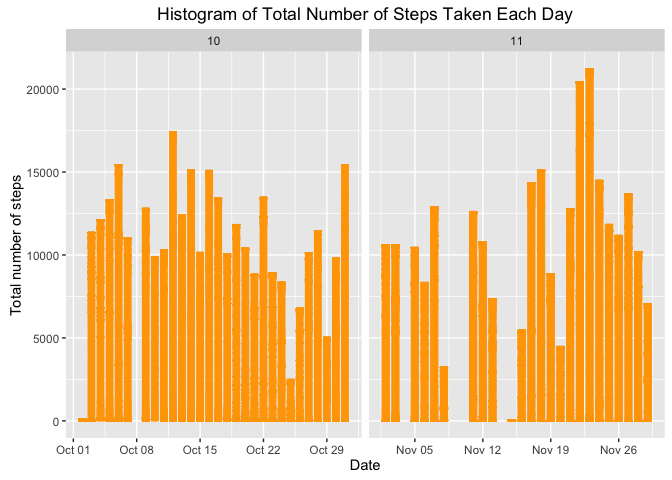 Histogram of Total Number of Steps Taken Each Day
10 11
20000
15000
10000
5000
0
Total number of steps
Oct 01 Oct 08 Oct 15 Oct 22 Oct 29 Nov 05 Nov 12 Nov 19 Nov 26
Date